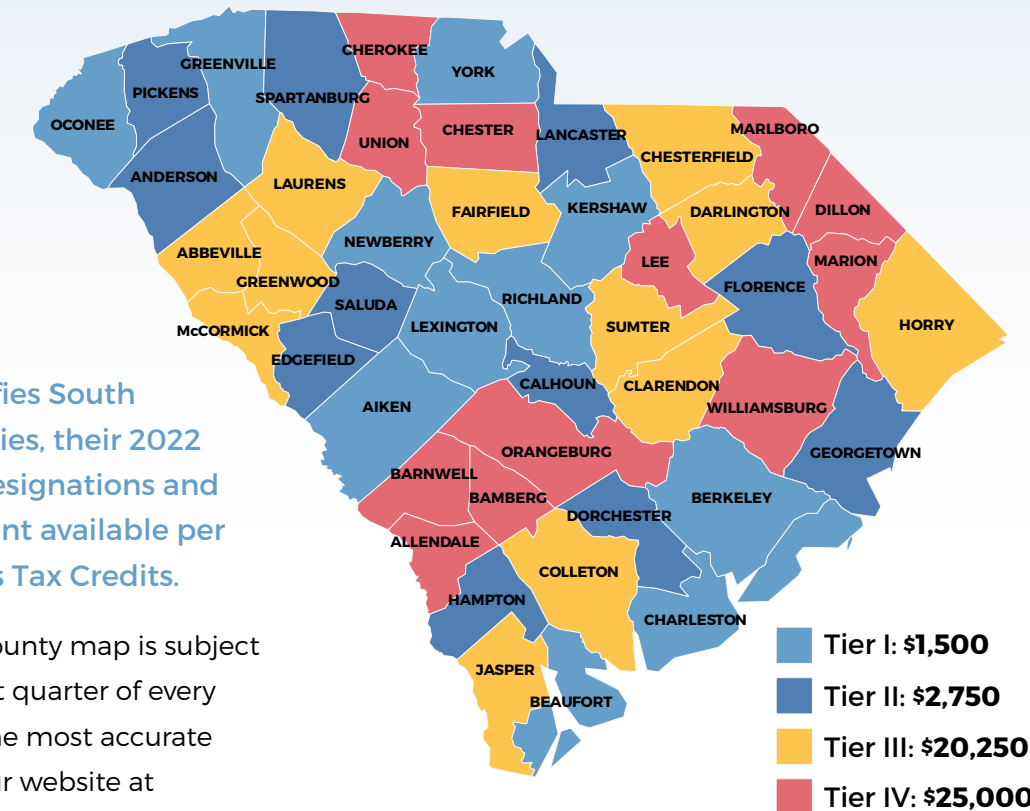 CHEROKEE
GREENVILLE
YORK
PICKENS
SPARTANBURG
OCONEE
UNION
CHESTER
LANCASTER
MARLBORO
CHESTERFIELD
ANDERSON
LAURENS
FAIRFIELD
KERSHAW
DARLINGTON
DILLON
NEWBERRY
ABBEVILLE
LEE
MARION
GREENWOOD
FLORENCE
SALUDA
RICHLAND
LEXINGTON
SUMTER
HORRY
McCORMICK
EDGEFIELD
CALHOUN
CLARENDON
AIKEN
WILLIAMSBURG
ORANGEBURG
GEORGETOWN
BARNWELL
BAMBERG
BERKELEY
DORCHESTER
ALLENDALE
COLLETON
HAMPTON
CHARLESTON
JASPER
BEAUFORT
fies South
ies, their 2022
esignations and
nt available per
s Tax Credits.
ounty map is subject
t quarter of every
he most accurate
ur website at
Tier I: $1,500
Tier II: $2,750
Tier III: $20,250
Tier IV: $25,000